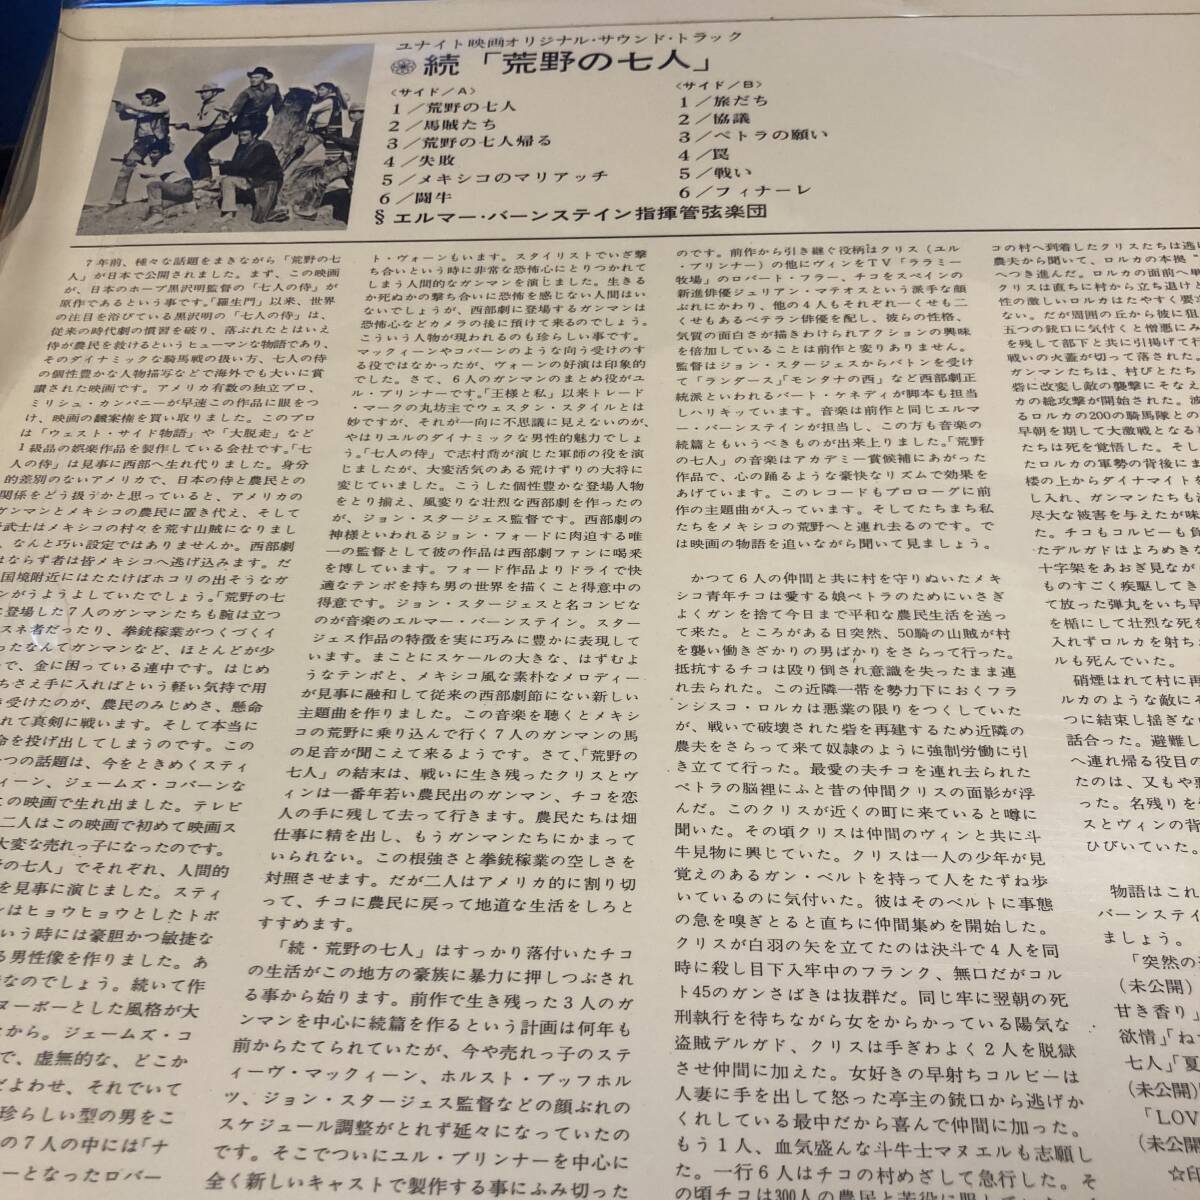 ユナイト映画オリジナル・サウンド・トラック
続「荒野の七人」
〈サイド/A〉
1/荒野の七人
2/馬賊たち
3/荒野の七人帰る
4/失敗
5/メキシコのマリアッチ
6/闘牛
〈サイド/B〉
1/旅だち
2/協議
3/ペトラの願い
4/罠
5/戦い
6/フィナーレ
§ エルマー・バーンステイン指揮管弦楽団
7年前、種々な話題をまきながら「荒野の七
人」が日本で公開されました。まず、この映画
が、日本のホープ黒沢明監督の「七人の侍」が
原作であるという事です。「羅生門」以来、世界
の注目を浴びている黒沢明の「七人の侍」は、
従来の時代劇の慣習を破り、落ぶれたとはいえ
侍が農民を救けるというヒューマンな物語であり、
そのダイナミックな騎馬戦の扱い方、七人の侍
の個性豊かな人物描写などで海外でも大いに賞
讃された映画です。アメリカ有数の独立プロ、
ミリシュ・カンパニーが早速この作品に眼をつ
け、映画の飜案権を買い取りました。このプロ
は「ウェスト・サイド物語」や「大脱走」など
1級品の娯楽作品を製作している会社です。「七
人の侍」は見事に西部へ生れ代りました。身分
的差別のないアメリカで、日本の侍と農民との
関係をどう扱うかと思っていると、アメリカの
ガンマンとメキシコの農民に置き代え、そして
武士はメキシコの村々を荒す山賊になりまし
、なんと巧い設定ではありませんか。西部劇
はならず者は皆メキシコへ逃げ込みます。だ
国境附近にはたたけばホコリの出そうなガ
ンがうようよしていたでしょう。「荒野の七
に登場した7人のガンマンたちも腕は立つ
スネ者だったり、拳銃稼業がつくづくイ
ったなんてガンマンなど、ほとんどが少
で、金に困っている連中です。はじめ
ちさえ手に入ればという軽い気持で用
き受けたのが、農民のみじめさ、懸命
れて真剣に戦います。そして本当に
命を投げ出してしまうのです。この
つの話題は、今をときめくスティ
ィーン、ジェームズ・コバーンな
この映画で生れ出ました。テレビ
二人はこの映画で初めて映画ス
大変な売れっ子になったのです。
野の七人」でそれぞれ、人間的
を見事に演じました。スティ
ンはヒョウヒョウとしたトボ
いう時には豪胆かつ敏捷な
る男性像を作りました。あ
なのでしょう。続いて作
ヌーボーとした風格が大
から。ジェームズ・コ
で、虚無的な、どこか
だよわせ、それでいて
珍らしい型の男をこ
の7人の中には「ナ
ーとなったロバー
ト・ヴォーンもいます。スタイリストでいざ撃
ち合いという時に非常な恐怖心にとりつかれて
しまう人間的なガンマンを演じました。生きる
か死ぬかの撃ち合いに恐怖を感じない人間はい
ないでしょうが、西部劇に登場するガンマンは
恐怖心などカメラの後に預けて来るのでしょう。
こういう人物が現われるのも珍らしい事です。
マックィーンやコバーンのような向う受けのす
る役ではなかったが、ヴォーンの好演は印象的
でした。さて、6人のガンマンのまとめ役がユ
ル・ブリンナーです。「王様と私」以来トレード
・マークの丸坊主でウェスタン・スタイルとは
妙ですが、それが一向に不思議に見えないのが、
やはりユルのダイナミックな男性的魅力でしょ
う。「七人の侍」で志村喬が演じた軍師の役を演
じましたが、大変活気のある荒けずりの大将に
変じていました。こうした個性豊かな登場人物
をとり揃え、風変りな壮烈な西部劇を作ったの
が、ジョン・スタージェス監督です。西部劇の
神様といわれるジョン・フォードに肉迫する唯
一の監督として彼の作品は西部劇ファンに喝采
を博しています。フォード作品よりドライで快
適なテンポを持ち男の世界を描くこと得意中の
得意です。ジョン・スタージェスと名コンビな
のが音楽のエルマー・バーンステイン。スター
ジェス作品の特徴を実に巧みに豊かに表現して
います。まことにスケールの大きな、はずむよ
うなテンポと、メキシコ風な素朴なメロディー
が見事に融和して従来の西部劇節にない新しい
主題曲を作りました。この音楽を聴くとメキシ
コの荒野に乗り込んで行く7人のガンマンの馬
の足音が聞こえて来るようです。さて、「荒野の
七人」の結末は、戦いに生き残ったクリスとヴ
ィンは一番年若い農民出のガンマン、チコを恋
人の手に残して去って行きます。農民たちは畑
仕事に精を出し、もうガンマンたちにかまって
いられない。この根強さと拳銃稼業の空しさを
対照させます。だが二人はアメリカ的に割り切
って、チコに農民に戻って地道な生活をしろと
すすめます。
「続・荒野の七人」はすっかり落付いたチコ
の生活がこの地方の豪族に暴力に押しつぶされ
る事から始ります。前作で生き残った3人のガ
ンマンを中心に続篇を作るという計画は何年も
前からたてられていたが、今や売れっ子のステ
ィーヴ・マックィーン、ホルスト・ブッフホル
ツ、ジョン・スタージェス監督などの顔ぶれの
スケジュール調整がとれず延々になっていたの
です。そこでついにユル・ブリンナーを中心に
全く新しいキャストで製作する事にふみ切った
のです。前作から引き継ぐ役柄はクリス（ユル
・ブリンナー）の他にヴィンをTV「ララミー
牧場」のロバート・フラー、チコをスペインの
新進俳優ジュリアン・マテオスという派手な顔
ぶれにかわり、他の4人もそれぞれ一くせも二
くせもあるベテラン俳優を配し、彼らの性格、
気質の面白さが描きわけられアクションの興味
を倍加していることは前作と変りありません。
監督はジョン・スタージェスからバトンを受け
て「ランダース」「モンタナの西」など西部劇正
統派といわれるバート・ケネディが脚本も担当
しハリキッています。音楽は前作と同じエルマ
ー・バーンステインが担当し、この方も音楽の
続篇ともいうべきものが出来上りました。「荒野
の七人」の音楽はアカデミー賞候補にあがった
作品で、心の踊るような豪快なリズムで効果を
あげています。このレコードもプロローグに前
作の主題曲が入っています。そしてたちまち私
たちをメキシコの荒野へと連れ去るのです。で
は映画の物語を追いながら聞いて見ましょう。
かつて6人の仲間と共に村を守りぬいたメキ
シコ青年チコは愛する娘ペトラのためにいさぎ
よくガンを捨て今日まで平和な農民生活を送っ
て来た。ところがある日突然、50騎の山賊が村
を襲い働きざかりの男ばかりをさらって行った。
抵抗するチコは殴り倒され意識を失ったまま連
れ去られた。この近隣一帯を勢力下におくフラ
ンシスコ・ロルカは悪業の限りをつくしていた
が、戦いで破壊された砦を再建するため近隣の
農夫をさらって来て奴隷のように強制労働に引
き立てて行った。最愛の夫チコを連れ去られた
ペトラの脳裡にふと昔の仲間クリスの面影が浮
んだ。このクリスが近くの町に来ていると噂に
聞いた。その頃クリスは仲間のヴィンと共に斗
牛見物に興じていた。クリスは一人の少年が見
覚えのあるガン・ベルトを持って人をたずね歩
いているのに気付いた。彼はそのベルトに事態
の急を嗅ぎとると直ちに仲間集めを開始した。
クリスが白羽の矢を立てたのは決斗で4人を同
時に殺し目下入牢中のフランク、無口だがコル
ト45のガンさばきは抜群だ。同じ牢に翌朝の死
刑執行を待ちながら女をからかっている陽気な
盗賊デルガド、クリスは手ぎわよく2人を脱獄
させ仲間に加えた。女好きの早射ちコルビーは
人妻に手を出して怒った亭主の銃口から逃げか
くれしている最中だから喜んで仲間に加った。
もう1人、血気盛んな斗牛士マヌエルも志願し
た。一行6人はチコの村めざして急行した。そ
の頃チコは300人の農民と苦役に服していた
コの村へ到着したクリスたちは逃げ
農夫から聞いて、ロルカの本拠
へつき進んだ。ロルカの面前へ単
クリスは直ちに村から立ち退けと
性の激しいロルカはたやすく要求
ない。だが周囲の丘から彼に狙
五つの銃口に気付くと憎悪にみ
を残して部下と共に引揚げて行
戦いの火蓋が切って落された。
ガンマンたちは、村びとたち
砦に改変し敵の襲撃にそなえ
カの総攻撃が開始された。波
るロルカの200の騎馬隊との
早朝を期して大激戦となる
たちは死を覚悟した。そし
たロルカの軍勢の背後にま
楼の上からダイナマイトを
し入れ、ガンマンたちも
尽大な被害を与えたが味
た。チコもコルビーも負
たデルガドはよろめきな
十字架をあおぎ見ながら
ものすごく疾駆してき
て放った弾丸をいち早
を楯にして壮烈な死を
入れずロルカを射ち
ルも死んでいた。
硝煙はれて村に再
ルカのような敵に
つに結束し揺ぎない
話合った。避難し
へ連れ帰る役目の
たのは、又もや
った。名残りを
スとヴィンの背
ひびいていた。
物語はこれ
バーンステイ
ましょう。
「突然の
（未公開）
甘き香り」
欲情」「ね
七人」「夏
（未公開）
「LOV
（未公開
☆印